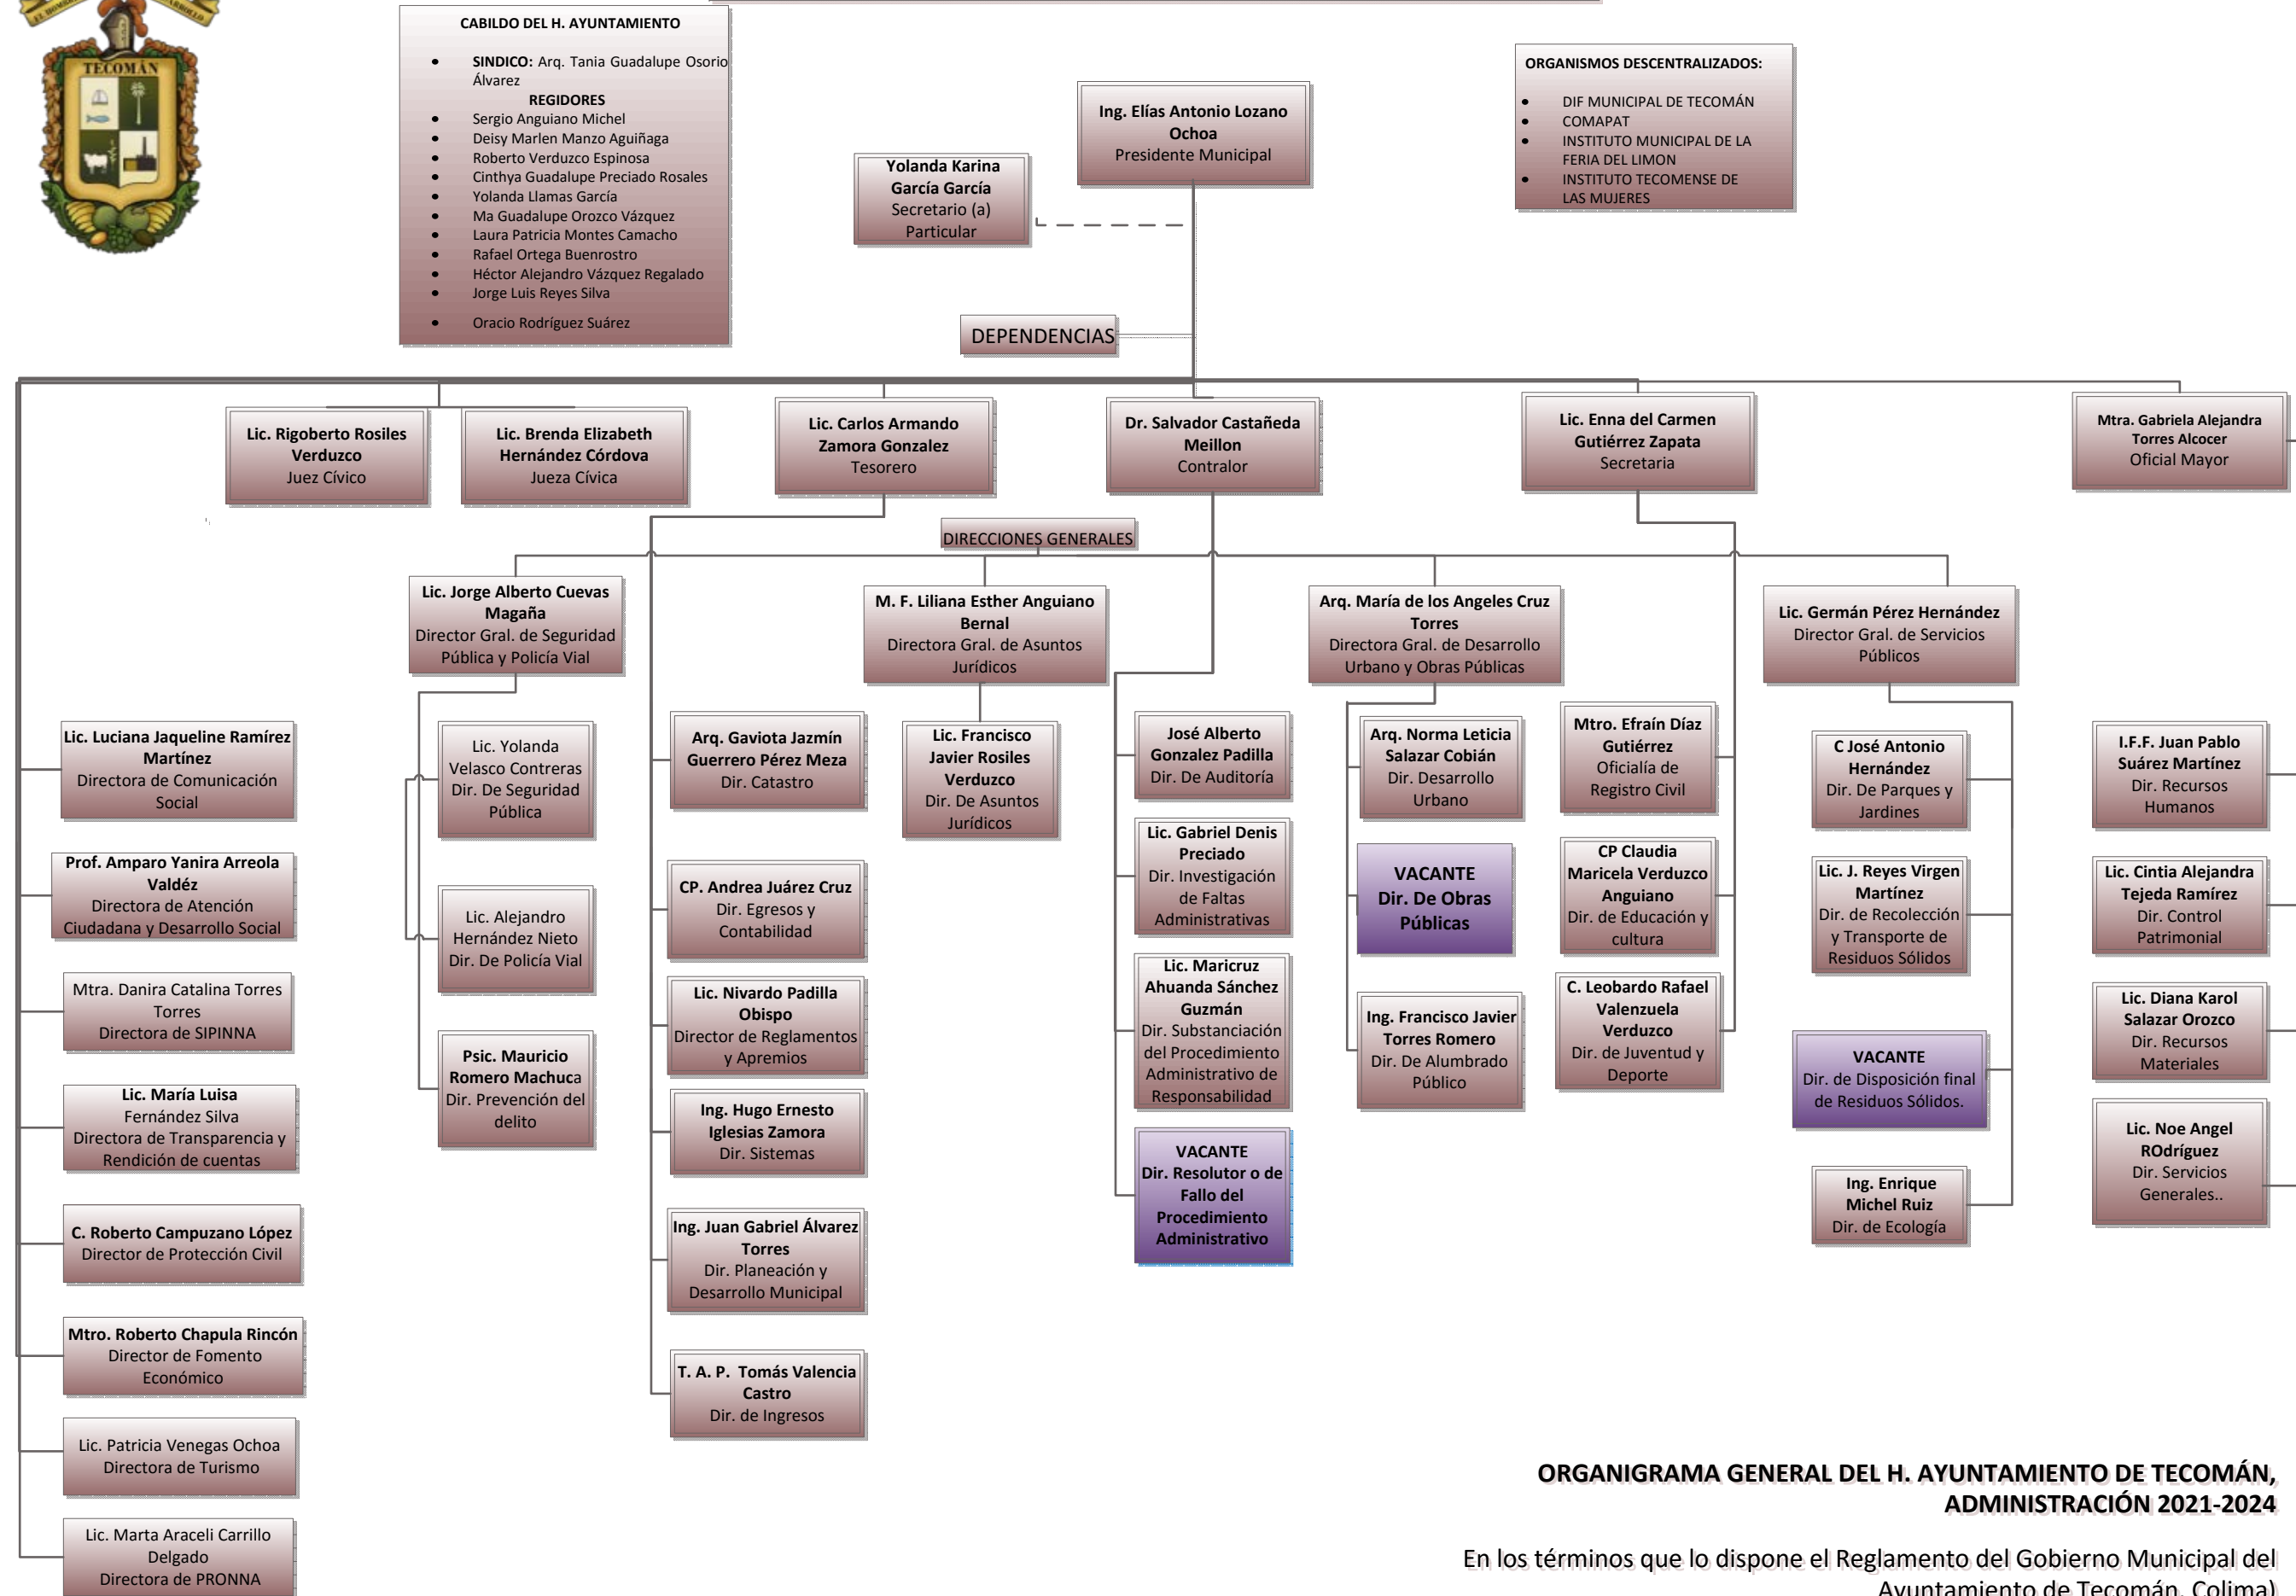 TECOMÁN
CABILDO DEL H. AYUNTAMIENTO
• SINDICO: Arq. Tania Guadalupe Osorio
Álvarez
REGIDORES
• Sergio Anguiano Michel
• Deisy Marlen Manzo Aguiñaga
• Roberto Verduzco Espinosa
• Cinthya Guadalupe Preciado Rosales
• Yolanda Llamas García
• Ma Guadalupe Orozco Vázquez
• Laura Patricia Montes Camacho
• Rafael Ortega Buenrostro
• Héctor Alejandro Vázquez Regalado
• Jorge Luis Reyes Silva
• Oracio Rodríguez Suárez
Ing. Elías Antonio Lozano
Ochoa
Presidente Municipal
Yolanda Karina
García García
Secretario (a)
Particular
ORGANISMOS DESCENTRALIZADOS:
• DIF MUNICIPAL DE TECOMÁN
• COMAPAT
• INSTITUTO MUNICIPAL DE LA
FERIA DEL LIMON
• INSTITUTO TECOMENSE DE
LAS MUJERES
DEPENDENCIAS
Lic. Rigoberto Rosiles
Verduzco
Juez Cívico
Lic. Brenda Elizabeth
Hernández Córdova
Jueza Cívica
Lic. Carlos Armando
Zamora Gonzalez
Tesorero
Dr. Salvador Castañeda
Meillon
Contralor
Lic. Enna del Carmen
Gutiérrez Zapata
Secretaria
Mtra. Gabriela Alejandra
Torres Alcocer
Oficial Mayor
DIRECCIONES GENERALES
Lic. Jorge Alberto Cuevas
Magaña
Director Gral. de Seguridad
Pública y Policía Vial
M. F. Liliana Esther Anguiano
Bernal
Directora Gral. de Asuntos
Jurídicos
Arq. María de los Angeles Cruz
Torres
Directora Gral. de Desarrollo
Urbano y Obras Públicas
Lic. Germán Pérez Hernández
Director Gral. de Servicios
Públicos
Lic. Luciana Jaqueline Ramírez
Martínez
Directora de Comunicación
Social
Prof. Amparo Yanira Arreola
Valdéz
Directora de Atención
Ciudadana y Desarrollo Social
Mtra. Danira Catalina Torres
Torres
Directora de SIPINNA
Lic. María Luisa
Fernández Silva
Directora de Transparencia y
Rendición de cuentas
C. Roberto Campuzano López
Director de Protección Civil
Mtro. Roberto Chapula Rincón
Director de Fomento
Económico
Lic. Patricia Venegas Ochoa
Directora de Turismo
Lic. Marta Araceli Carrillo
Delgado
Directora de PRONNA
Lic. Yolanda
Velasco Contreras
Dir. De Seguridad
Pública
Lic. Alejandro
Hernández Nieto
Dir. De Policía Vial
Psic. Mauricio
Romero Machuca
Dir. Prevención del
delito
Arq. Gaviota Jazmín
Guerrero Pérez Meza
Dir. Catastro
CP. Andrea Juárez Cruz
Dir. Egresos y
Contabilidad
Lic. Nivardo Padilla
Obispo
Director de Reglamentos
y Apremios
Ing. Hugo Ernesto
Iglesias Zamora
Dir. Sistemas
Ing. Juan Gabriel Álvarez
Torres
Dir. Planeación y
Desarrollo Municipal
T. A. P. Tomás Valencia
Castro
Dir. de Ingresos
Lic. Francisco
Javier Rosiles
Verduzco
Dir. De Asuntos
Jurídicos
José Alberto
Gonzalez Padilla
Dir. De Auditoría
Lic. Gabriel Denis
Preciado
Dir. Investigación
de Faltas
Administrativas
Lic. Maricruz
Ahuanda Sánchez
Guzmán
Dir. Substanciación
del Procedimiento
Administrativo de
Responsabilidad
VACANTE
Dir. Resolutor o de
Fallo del
Procedimiento
Administrativo
Arq. Norma Leticia
Salazar Cobián
Dir. Desarrollo
Urbano
VACANTE
Dir. De Obras
Públicas
Ing. Francisco Javier
Torres Romero
Dir. De Alumbrado
Público
Mtro. Efraín Díaz
Gutiérrez
Oficialía de
Registro Civil
CP Claudia
Maricela Verduzco
Anguiano
Dir. de Educación y
cultura
C. Leobardo Rafael
Valenzuela
Verduzco
Dir. de Juventud y
Deporte
C José Antonio
Hernández
Dir. De Parques y
Jardines
Lic. J. Reyes Virgen
Martínez
Dir. de Recolección
y Transporte de
Residuos Sólidos
VACANTE
Dir. de Disposición final
de Residuos Sólidos.
Ing. Enrique
Michel Ruiz
Dir. de Ecología
I.F.F. Juan Pablo
Suárez Martínez
Dir. Recursos
Humanos
Lic. Cintia Alejandra
Tejeda Ramírez
Dir. Control
Patrimonial
Lic. Diana Karol
Salazar Orozco
Dir. Recursos
Materiales
Lic. Noe Angel
ROdríguez
Dir. Servicios
Generales..
ORGANIGRAMA GENERAL DEL H. AYUNTAMIENTO DE TECOMÁN,
ADMINISTRACIÓN 2021-2024
En los términos que lo dispone el Reglamento del Gobierno Municipal del
Ayuntamiento de Tecomán, Colima)